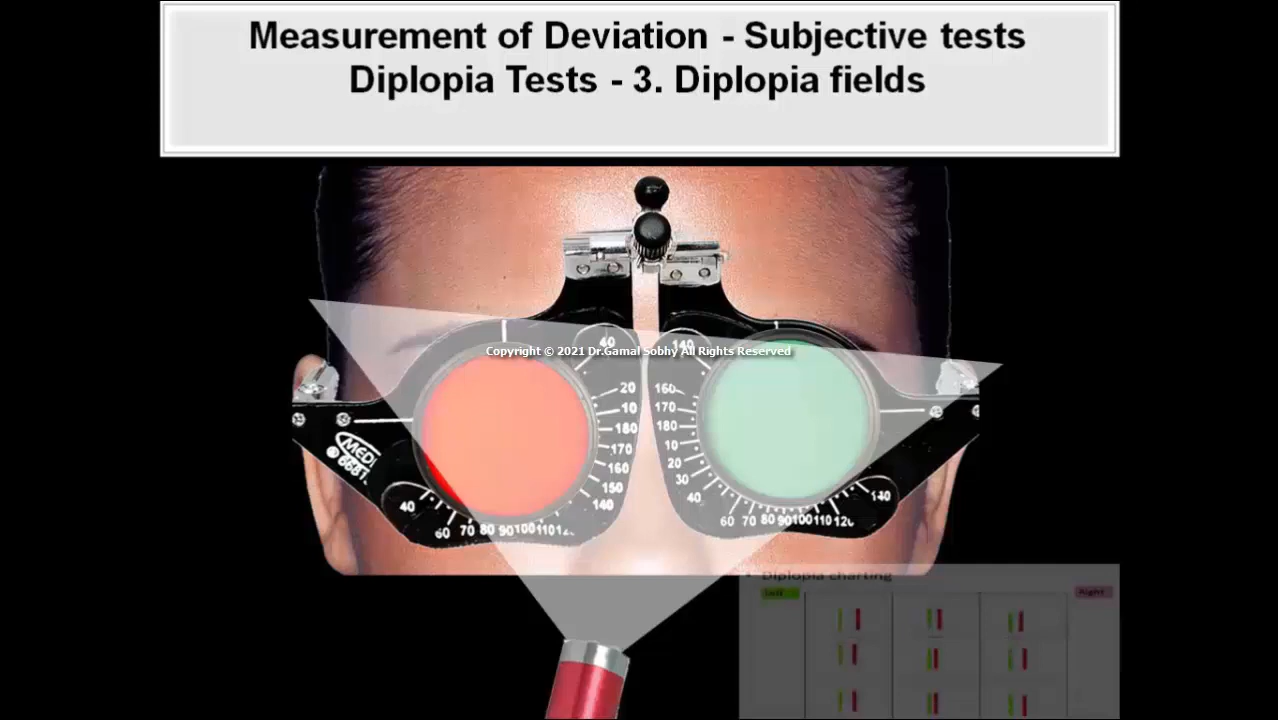 Measurement of Deviation - Subjective tests
Diplopia Tests - 3. Diplopia fields
Copyright © 2021 Dr.Gamal Sobhy All Rights Reserved
40
140
20
10
180
170
160
150
140
160
170
180
10
20
30
40
40
60 70 80 90 100 110 12
60 70 80 90 100 110 120
140
MEDI
• Diplopia charting
Left
Right